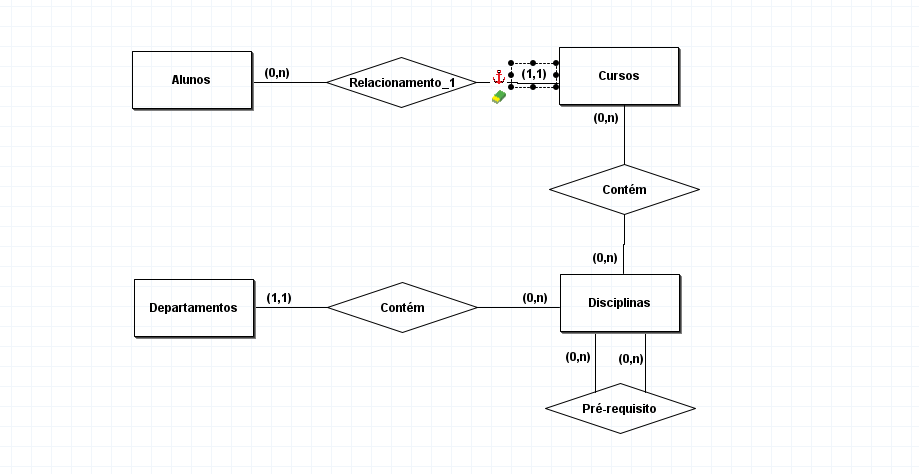 Alunos
(0,n)
Relacionamento_1
(1,1)
Cursos
(0,n)
Contém
(0,n)
Departamentos
(1,1)
Contém
(0,n)
Disciplinas
(0,n)
(0,n)
Pré-requisito